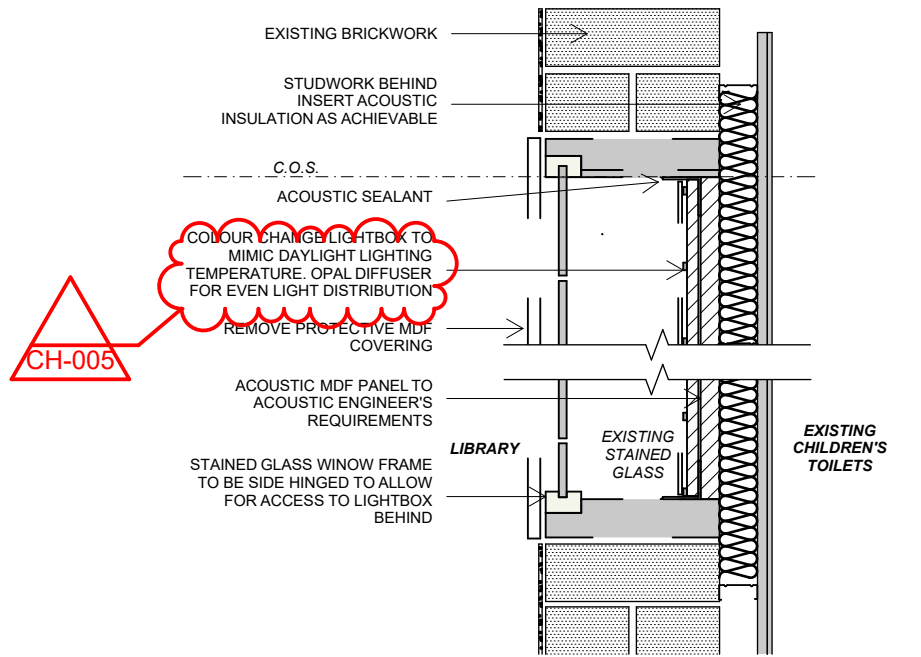 EXISTING BRICKWORK
STUDWORK BEHIND
INSERT ACOUSTIC
INSULATION AS ACHIEVABLE
C.O.S.
ACOUSTIC SEALANT
COLOUR CHANGE LIGHTBOX TO
MIMIC DAYLIGHT LIGHTING
TEMPERATURE. OPAL DIFFUSER
FOR EVEN LIGHT DISTRIBUTION
CH-005
REMOVE PROTECTIVE MDF
COVERING
ACOUSTIC MDF PANEL TO
ACOUSTIC ENGINEER'S
REQUIREMENTS
STAINED GLASS WINOW FRAME
TO BE SIDE HINGED TO ALLOW
FOR ACCESS TO LIGHTBOX
BEHIND
LIBRARY
EXISTING
STAINED
GLASS
EXISTING
CHILDREN'S
TOILETS